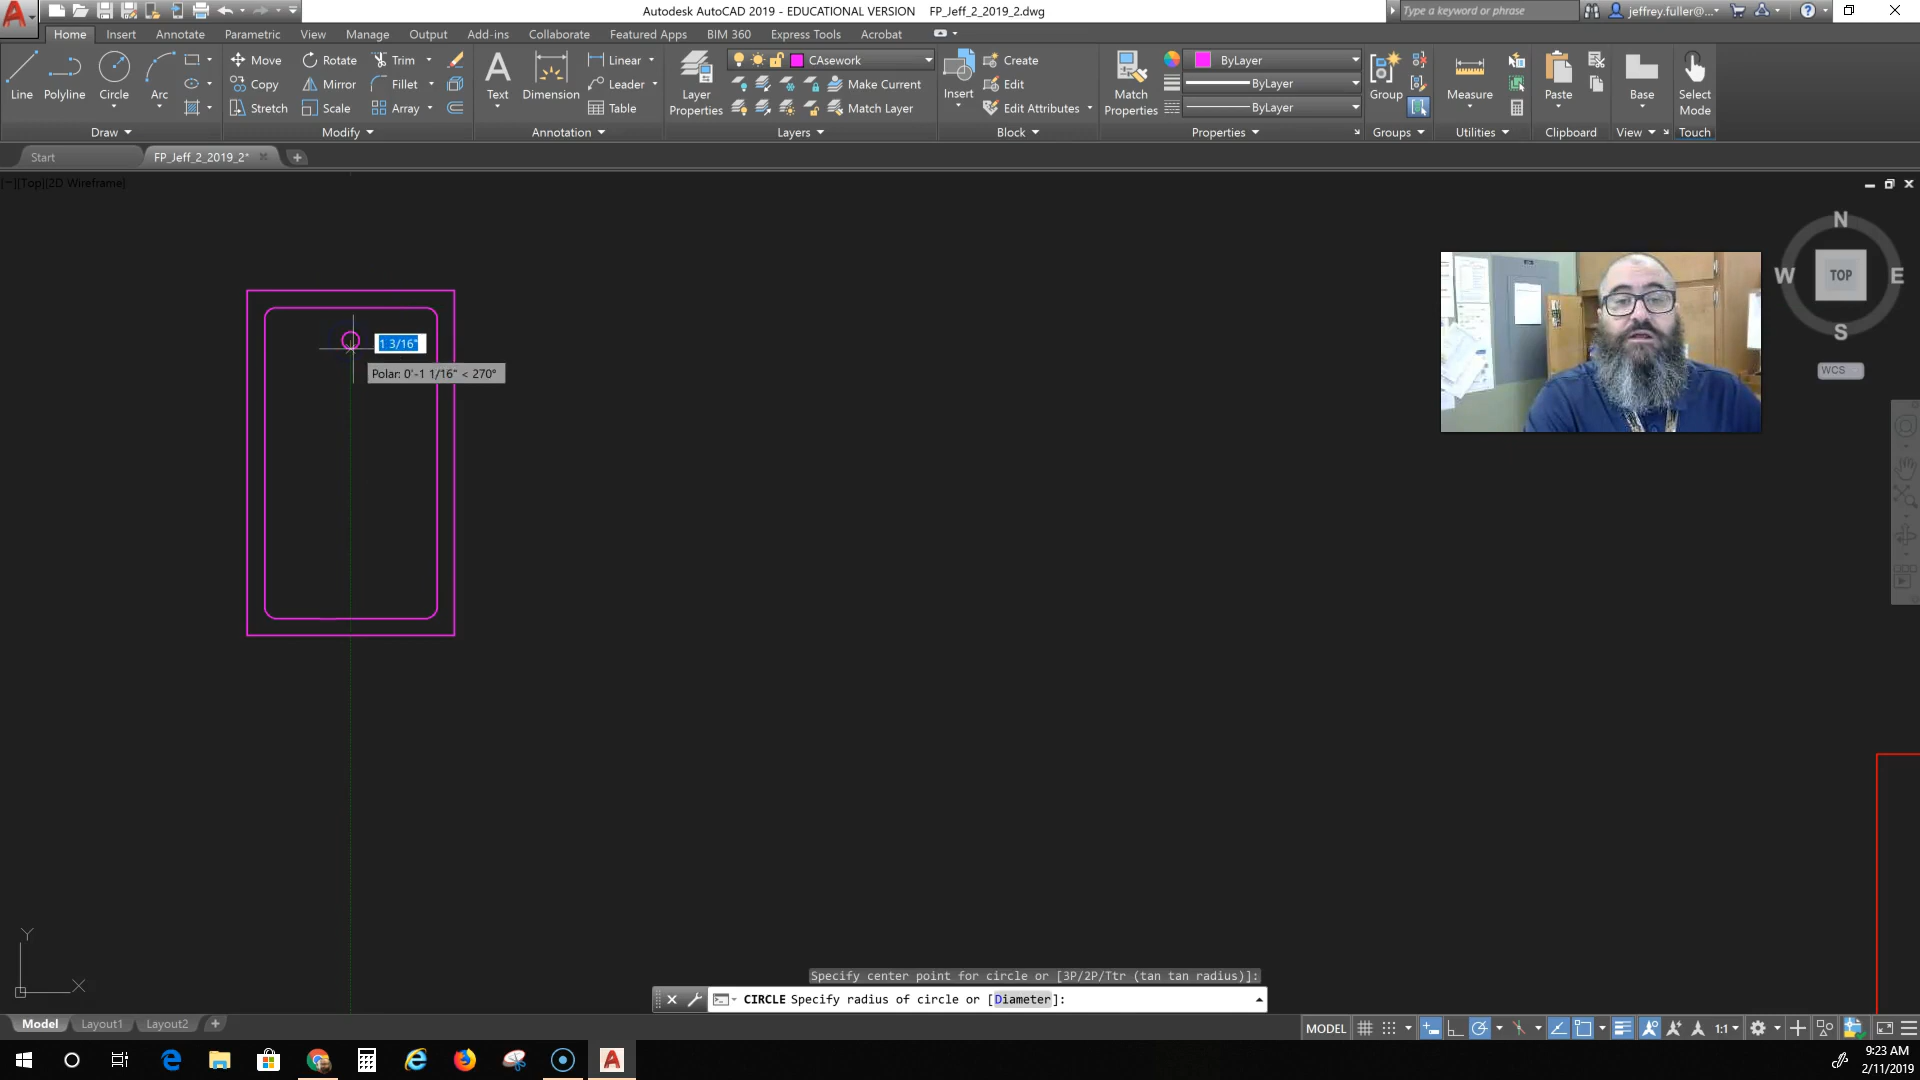 Autodesk AutoCAD 2019 - EDUCATIONAL VERSION FP_Jeff_2_2019_2.dwg
Type a keyword or phrase
jeffrey.fuller@...
Home Insert Annotate Parametric View Manage Output Add-ins Collaborate Featured Apps BIM 360 Express Tools Acrobat
Line Polyline Circle Arc
Move Rotate Trim
Copy Mirror Fillet
Stretch Scale Array
Text Dimension
Linear
Leader
Table
Layer Properties
CAsework
Make Current
Match Layer
Insert
Create
Edit
Edit Attributes
Match Properties
ByLayer
ByLayer
ByLayer
Group
Measure
Paste
Base
Select Mode
Draw Modify Annotation Layers Block Properties Groups Utilities Clipboard View Touch
Start FP_Jeff_2_2019_2*
[−][Top][2D Wireframe]
N
W TOP E
S
WCS
1 3/16"
Polar: 0'-1 1/16" < 270°
Y
X
Specify center point for circle or [3P/2P/Ttr (tan tan radius)]:
CIRCLE Specify radius of circle or [Diameter]:
Model Layout1 Layout2
MODEL 1:1
9:23 AM
2/11/2019